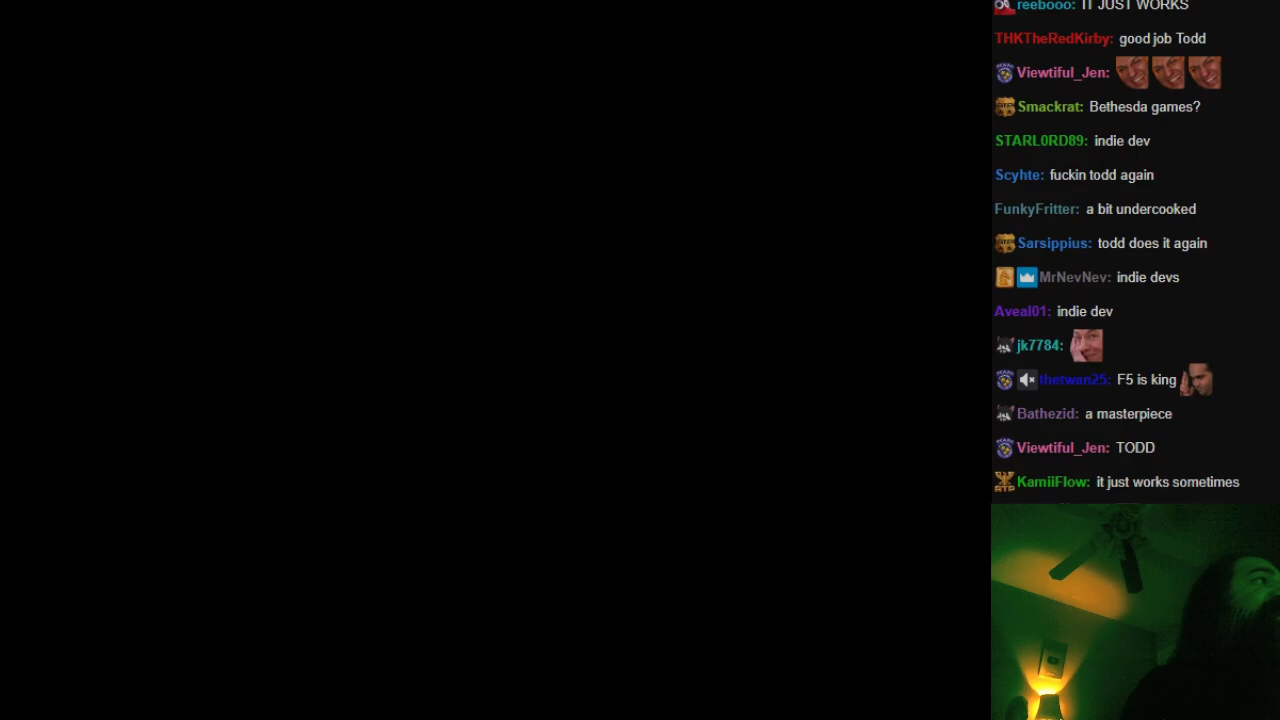 reebooo: IT JUST WORKS
THKTheRedKirby: good job Todd
Viewtiful_Jen:
Smackrat: Bethesda games?
STARL0RD89: indie dev
Scyhte: fuckin todd again
FunkyFritter: a bit undercooked
Sarsippius: todd does it again
MrNevNev: indie devs
Aveal01: indie dev
jk7784:
thetwan25: F5 is king
Bathezid: a masterpiece
Viewtiful_Jen: TODD
KamiiFlow: it just works sometimes